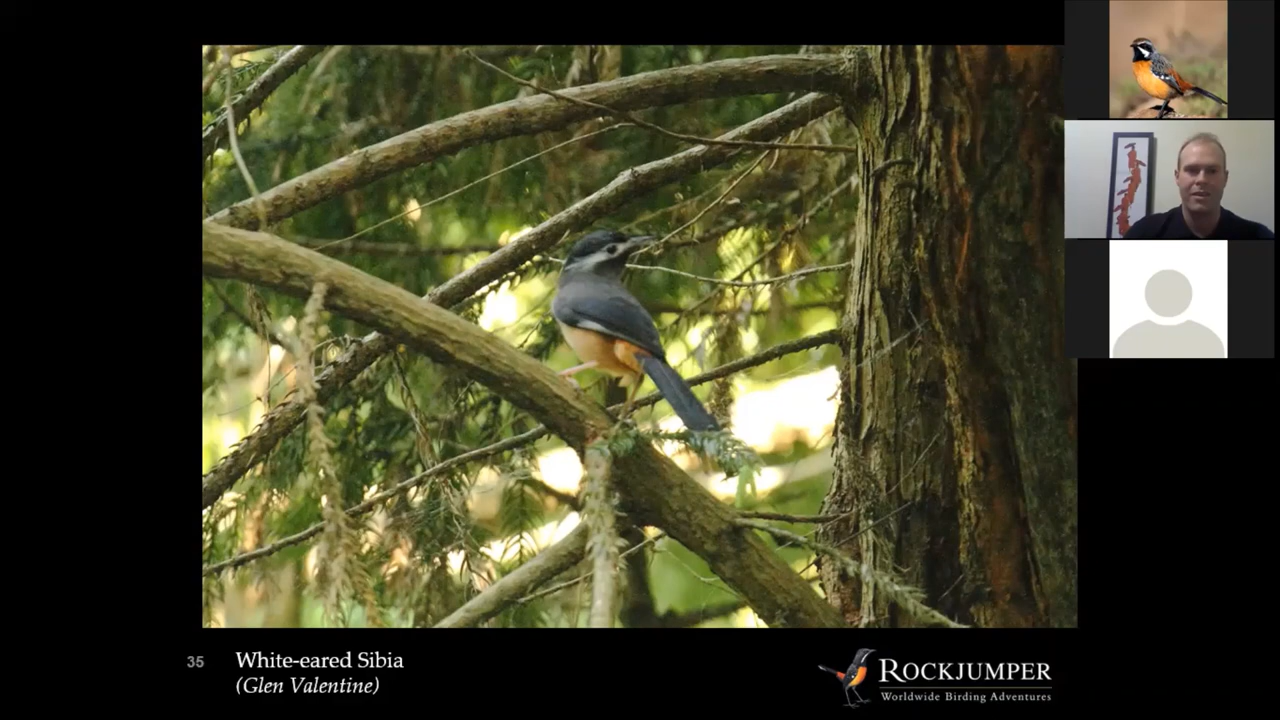 35
White-eared Sibia
(Glen Valentine)
ROCKJUMPER
Worldwide Birding Adventures